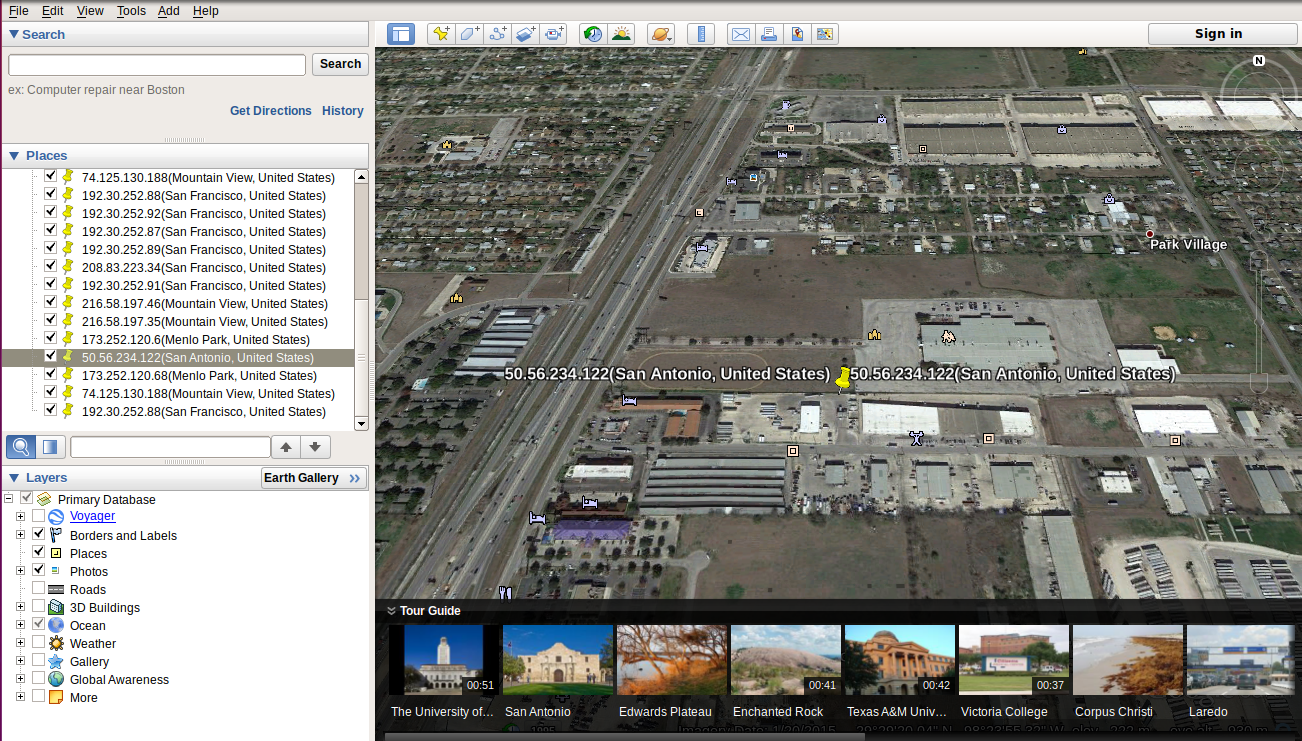 File Edit View Tools Add Help
Search
Search
ex: Computer repair near Boston
Get Directions History
Places
74.125.130.188(Mountain View, United States)
192.30.252.88(San Francisco, United States)
192.30.252.92(San Francisco, United States)
192.30.252.87(San Francisco, United States)
192.30.252.89(San Francisco, United States)
208.83.223.34(San Francisco, United States)
192.30.252.91(San Francisco, United States)
216.58.197.46(Mountain View, United States)
216.58.197.35(Mountain View, United States)
173.252.120.6(Menlo Park, United States)
50.56.234.122(San Antonio, United States)
173.252.120.68(Menlo Park, United States)
74.125.130.188(Mountain View, United States)
192.30.252.88(San Francisco, United States)
Layers
Earth Gallery
Primary Database
Voyager
Borders and Labels
Places
Photos
Roads
3D Buildings
Ocean
Weather
Gallery
Global Awareness
More
Sign in
N
Park Village
50.56.234.122(San Antonio, United States) 50.56.234.122(San Antonio, United States)
Tour Guide
00:51 00:41 00:42 00:37
The University of... San Antonio Edwards Plateau Enchanted Rock Texas A&M Univ... Victoria College Corpus Christi Laredo
1995